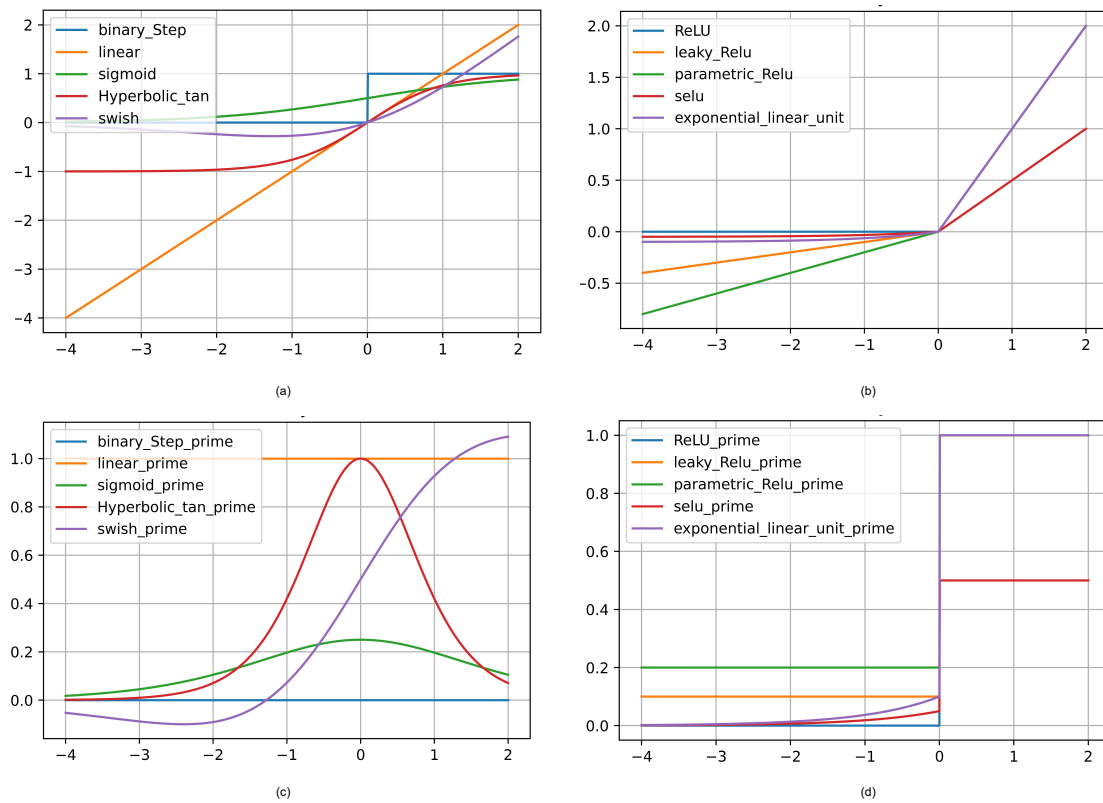 binary_Step
linear
sigmoid
Hyperbolic_tan
swish
2
1
0
−1
−2
−3
−4
−4 −3 −2 −1 0 1 2
(a)
ReLU
leaky_Relu
parametric_Relu
selu
exponential_linear_unit
2.0
1.5
1.0
0.5
0.0
−0.5
−4 −3 −2 −1 0 1 2
(b)
binary_Step_prime
linear_prime
sigmoid_prime
Hyperbolic_tan_prime
swish_prime
1.0
0.8
0.6
0.4
0.2
0.0
−4 −3 −2 −1 0 1 2
(c)
ReLU_prime
leaky_Relu_prime
parametric_Relu_prime
selu_prime
exponential_linear_unit_prime
1.0
0.8
0.6
0.4
0.2
0.0
−4 −3 −2 −1 0 1 2
(d)